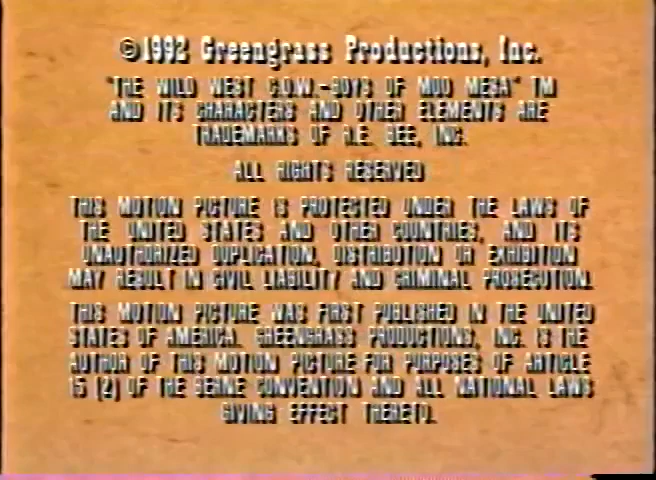 ©1992 Greengrass Productions, Inc.
"THE WILD WEST C.O.W.-BOYS OF MOO MESA" TM
AND ITS CHARACTERS AND OTHER ELEMENTS ARE
TRADEMARKS OF R.E. BEE, INC.
ALL RIGHTS RESERVED
THIS MOTION PICTURE IS PROTECTED UNDER THE LAWS OF
THE UNITED STATES AND OTHER COUNTRIES, AND ITS
UNAUTHORIZED DUPLICATION, DISTRIBUTION OR EXHIBITION
MAY RESULT IN CIVIL LIABILITY AND CRIMINAL PROSECUTION.
THIS MOTION PICTURE WAS FIRST PUBLISHED IN THE UNITED
STATES OF AMERICA. GREENGRASS PRODUCTIONS, INC. IS THE
AUTHOR OF THIS MOTION PICTURE FOR PURPOSES OF ARTICLE
15 (2) OF THE BERNE CONVENTION AND ALL NATIONAL LAWS
GIVING EFFECT THERETO.